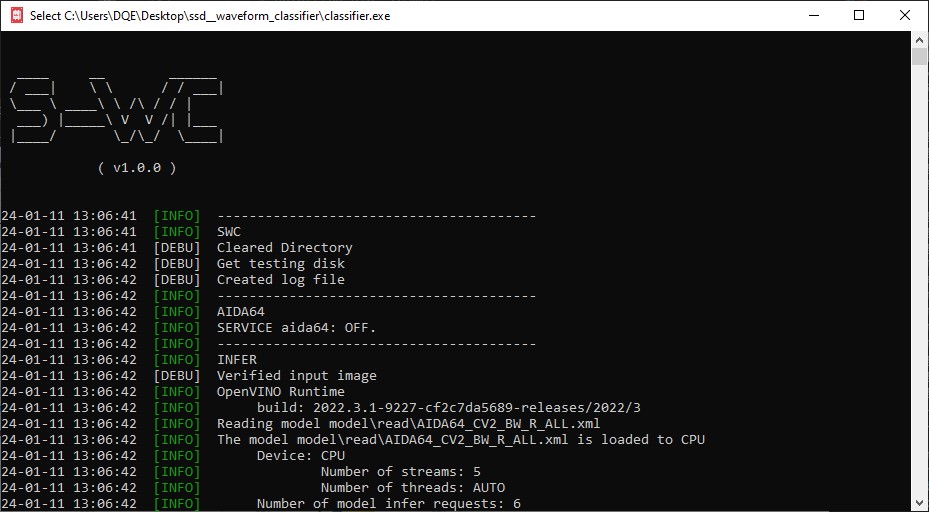 Select C:\Users\DQE\Desktop\ssd__waveform_classifier\classifier.exe
S-WC
( v1.0.0 )
24-01-11 13:06:41 [INFO] ----------------------------------------
24-01-11 13:06:41 [INFO] SWC
24-01-11 13:06:41 [DEBU] Cleared Directory
24-01-11 13:06:42 [DEBU] Get testing disk
24-01-11 13:06:42 [DEBU] Created log file
24-01-11 13:06:42 [INFO] ----------------------------------------
24-01-11 13:06:42 [INFO] AIDA64
24-01-11 13:06:42 [INFO] SERVICE aida64: OFF.
24-01-11 13:06:42 [INFO] ----------------------------------------
24-01-11 13:06:42 [INFO] INFER
24-01-11 13:06:42 [DEBU] Verified input image
24-01-11 13:06:42 [INFO] OpenVINO Runtime
24-01-11 13:06:42 [INFO] build: 2022.3.1-9227-cf2c7da5689-releases/2022/3
24-01-11 13:06:42 [INFO] Reading model model\read\AIDA64_CV2_BW_R_ALL.xml
24-01-11 13:06:42 [INFO] The model model\read\AIDA64_CV2_BW_R_ALL.xml is loaded to CPU
24-01-11 13:06:42 [INFO] Device: CPU
24-01-11 13:06:42 [INFO] Number of streams: 5
24-01-11 13:06:42 [INFO] Number of threads: AUTO
24-01-11 13:06:42 [INFO] Number of model infer requests: 6